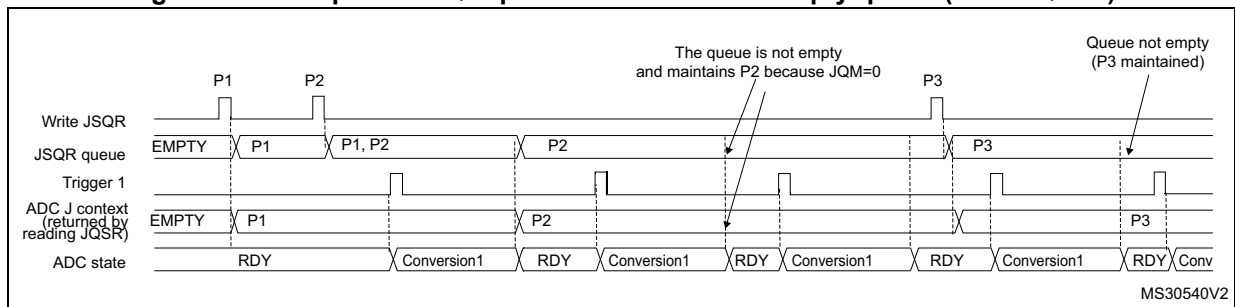 The queue is not empty
and maintains P2 because JQM=0
Queue not empty
(P3 maintained)
P1
P2
P3
Write JSQR
JSQR queue
EMPTY
P1
P1, P2
P2
P3
Trigger 1
ADC J context
(returned by
reading JQSR)
EMPTY
P1
P2
P3
ADC state
RDY
Conversion1
RDY
Conversion1
RDY
Conversion1
RDY
Conversion1
RDY
Conv
MS30540V2